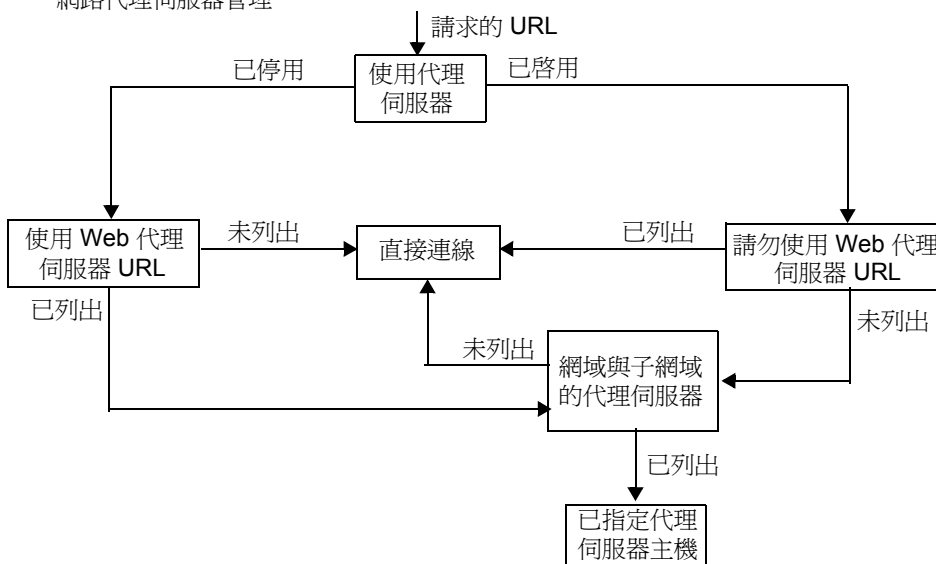 網路代理伺服器管理
請求的 URL
已停用
使用代理
伺服器
已啓用
使用 Web 代理
伺服器 URL
未列出
直接連線
已列出
請勿使用 Web 代理
伺服器 URL
已列出
未列出
未列出
網域與子網域
的代理伺服器
已列出
已指定代理
伺服器主機